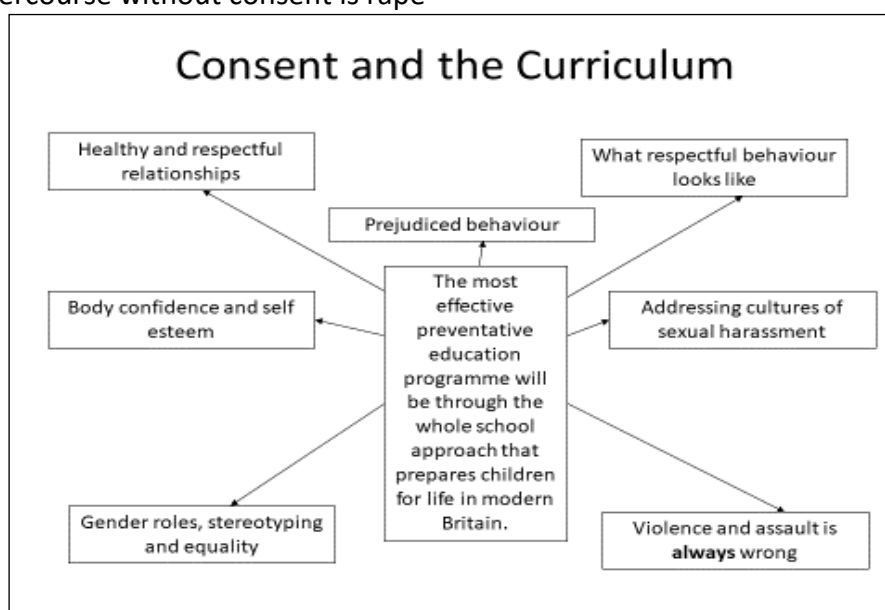 ercourse without consent is rape
Consent and the Curriculum
Healthy and respectful
relationships
What respectful behaviour
looks like
Prejudiced behaviour
The most
effective
preventative
education
programme will
be through the
whole school
approach that
prepares children
for life in modern
Britain.
Body confidence and self
esteem
Addressing cultures of
sexual harassment
Gender roles, stereotyping
and equality
Violence and assault is
always wrong